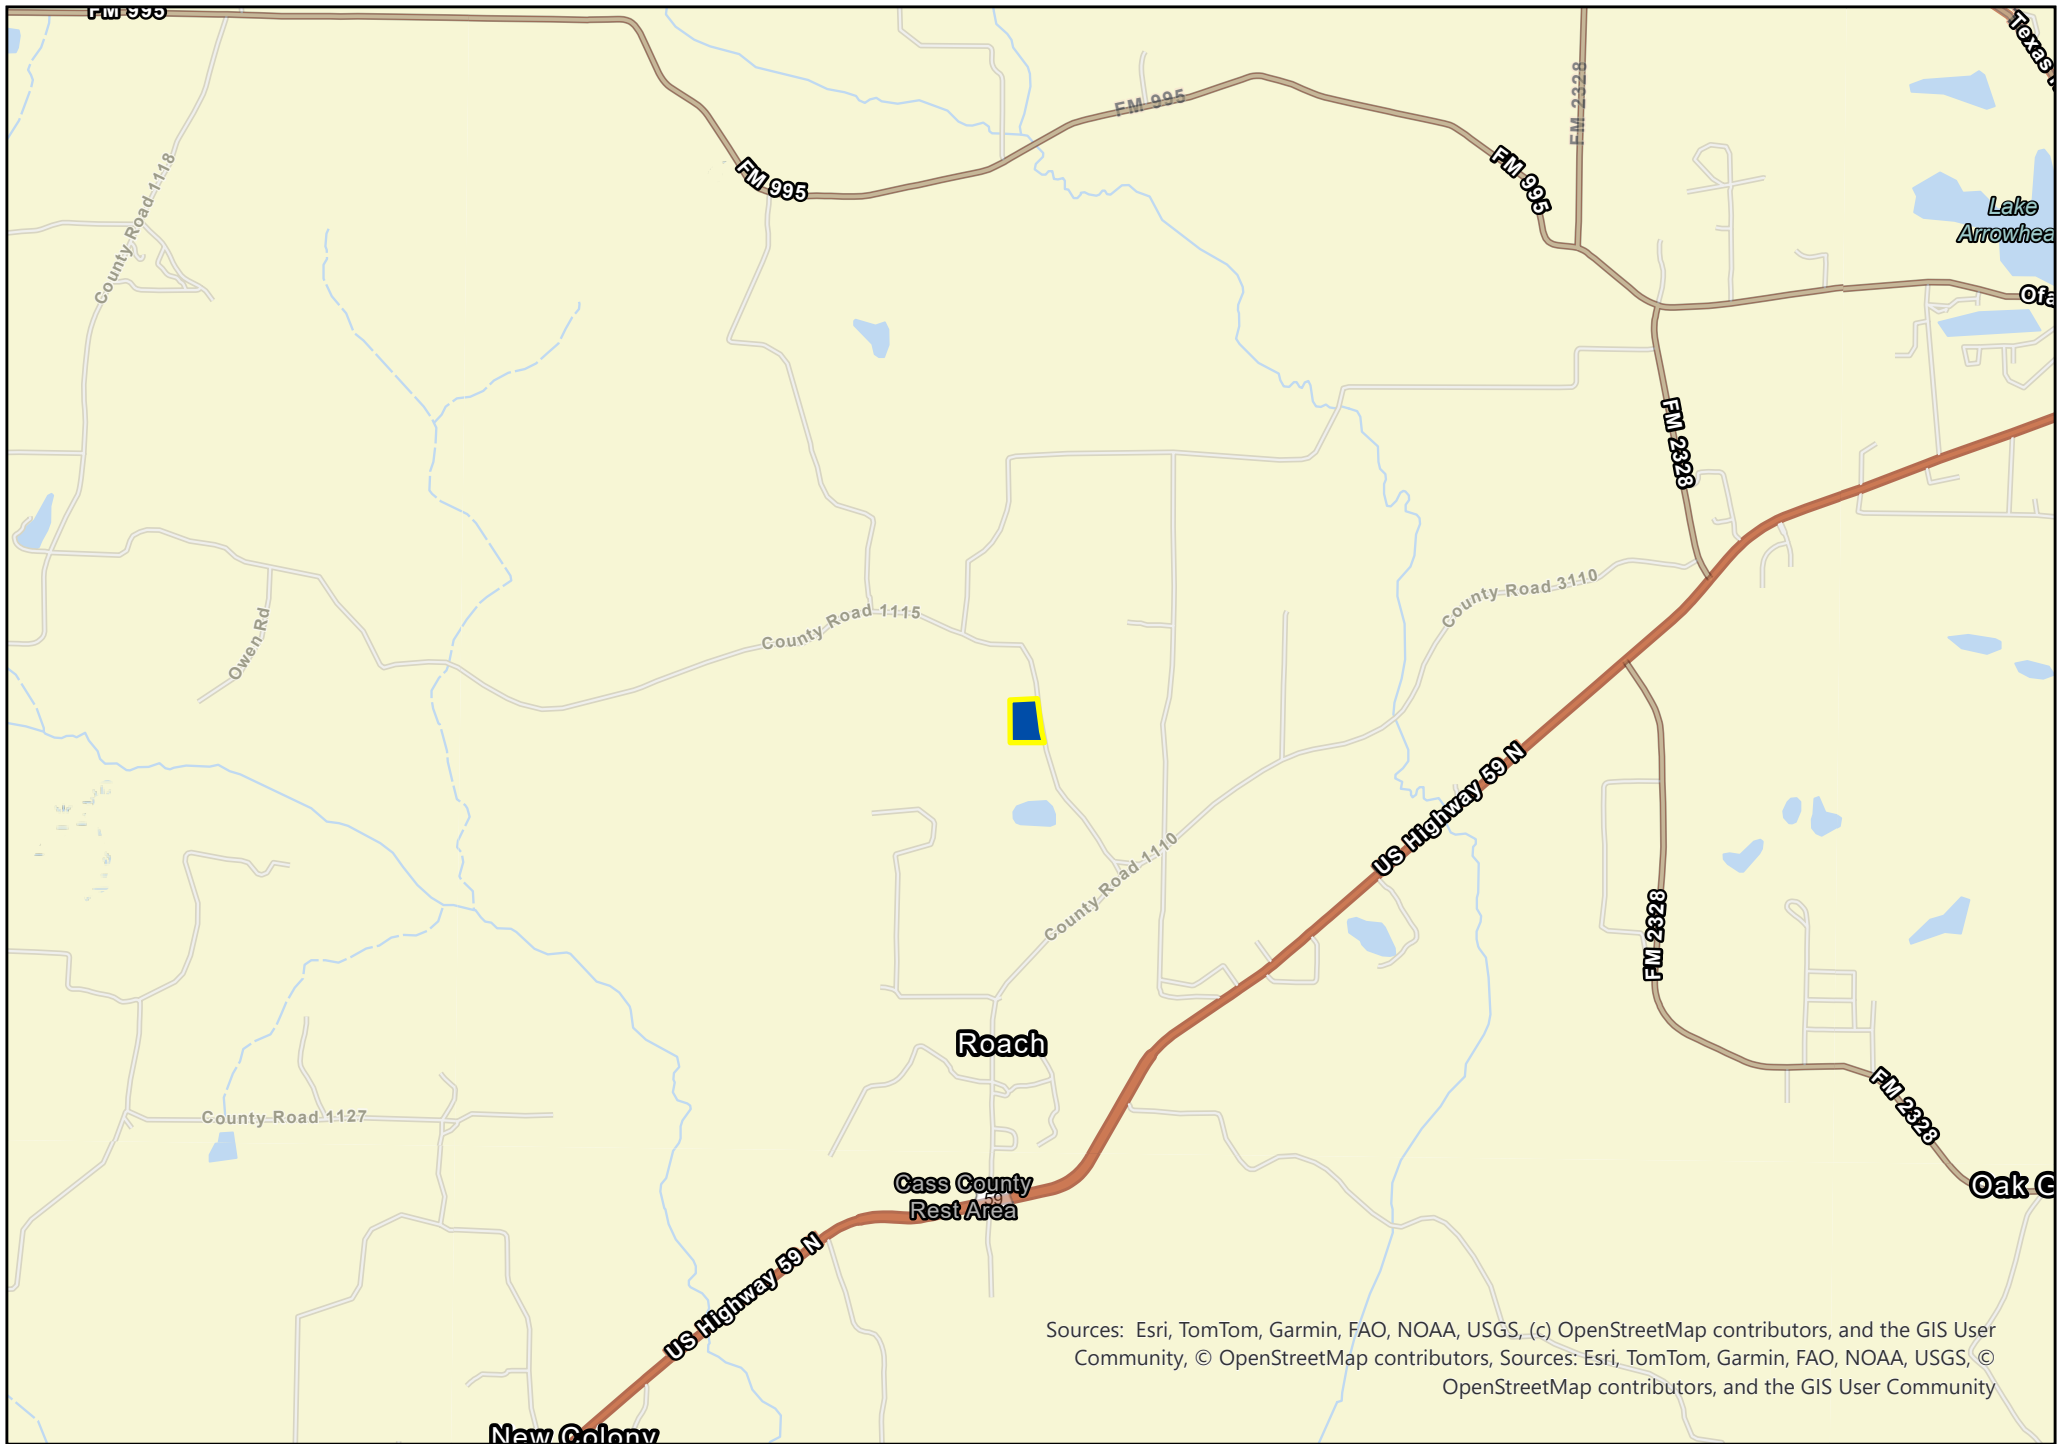 FM 995
Texas
FM 2328
FM 995
County Road 1118
FM 995
FM 995
Lake
Arrowhea
Ofa
FM 2328
County Road 3110
County Road 1115
Owen Rd
US Highway 59 N
County Road 1110
FM 2328
Roach
FM 2328
County Road 1127
Cass County
Rest Area
59
Oak G
US Highway 59 N
New Colony
Sources: Esri, TomTom, Garmin, FAO, NOAA, USGS, (c) OpenStreetMap contributors, and the GIS User
Community, © OpenStreetMap contributors, Sources: Esri, TomTom, Garmin, FAO, NOAA, USGS, ©
OpenStreetMap contributors, and the GIS User Community